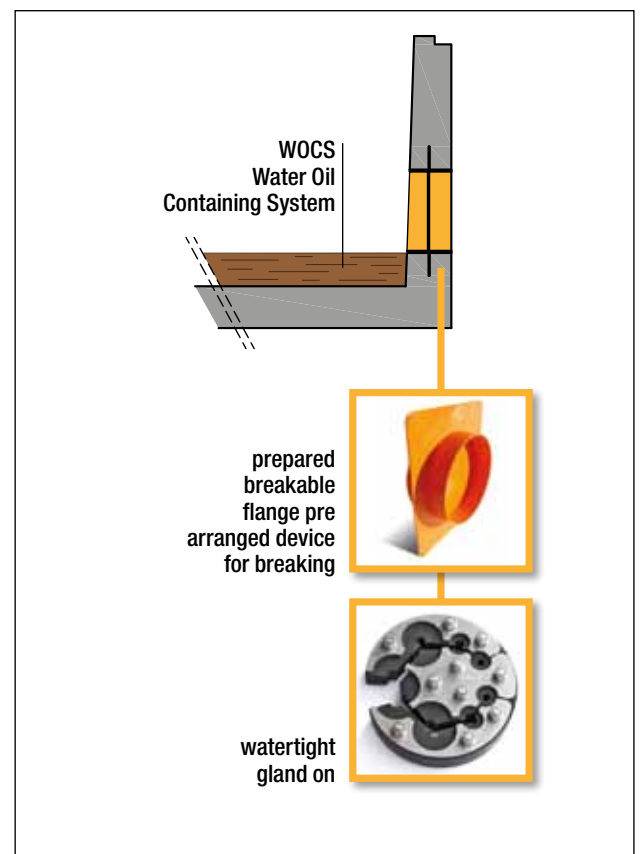 WOCS
Water Oil
Containing System
prepared
breakable
flange pre
arranged device
for breaking
watertight
gland on